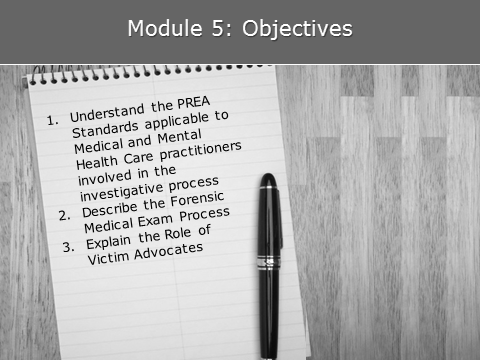 Module 5: Objectives
1. Understand the PREA
Standards applicable to
Medical and Mental
Health Care practitioners
involved in the
investigative process
2. Describe the Forensic
Medical Exam Process
3. Explain the Role of
Victim Advocates